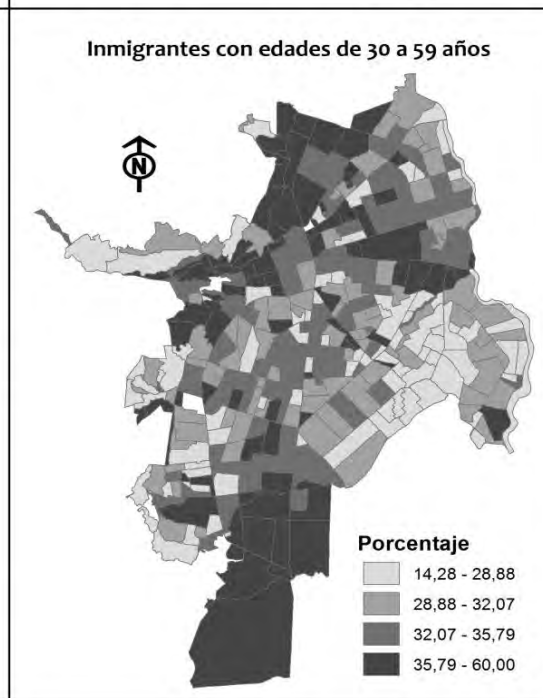 Inmigrantes con edades de 30 a 59 años
N
Porcentaje
14,28 - 28,88
28,88 - 32,07
32,07 - 35,79
35,79 - 60,00